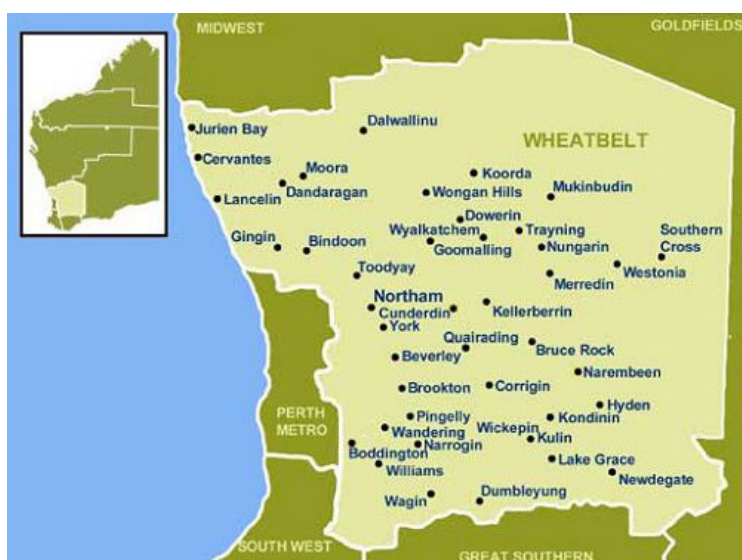 MIDWEST
GOLDFIELDS
Jurien Bay
Dalwallinu
WHEATBELT
Cervantes
Moora
Koorda
Dandaragan
Wongan Hills
Mukinbudin
Lancelin
Dowerin
Wyalkatchem
Trayning
Southern
Cross
Gingin
Bindoon
Goomalling
Nungarin
Toodyay
Merredin
Westonia
Northam
Cunderdin
Kellerberrin
York
Quairading
Bruce Rock
Beverley
Narembeen
Brookton
Corrigin
Hyden
PERTH
METRO
Pingelly
Wickepin
Kondinin
Wandering
Narrogin
Kulin
Boddington
Williams
Lake Grace
Newdegate
Wagin
Dumbleyung
SOUTH WEST
GREAT SOUTHERN